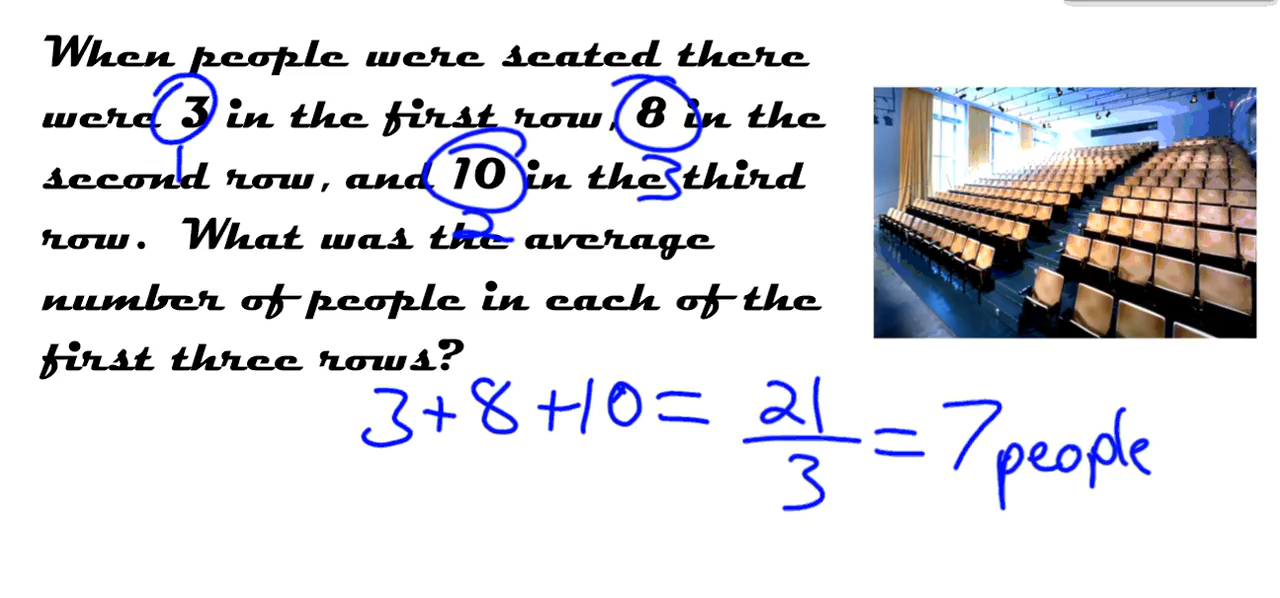 When people were seated there
were 3 in the first row, 8 in the
1
second row, and 10 in the third
3
row. What was the average
2
number of people in each of the
first three rows?
3+8+10= 21/3 = 7 people